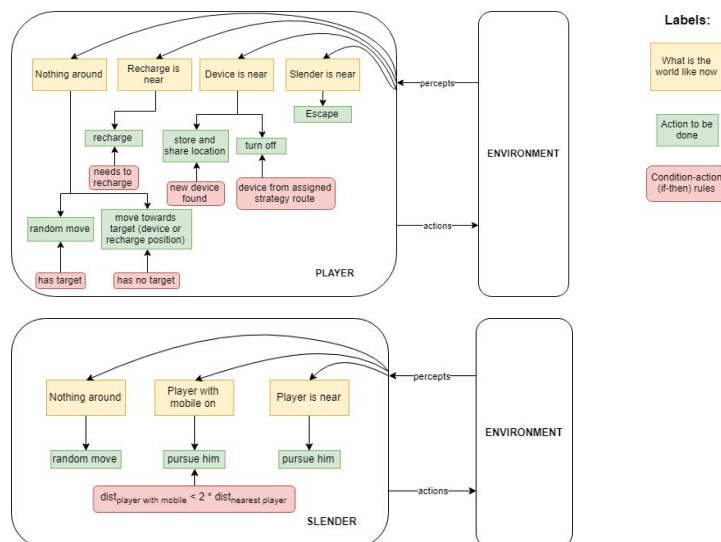 Labels:
What is the
world like now
Action to be
done
Condition-action
(if-then) rules
Nothing around
Recharge is
near
Device is near
Slender is near
percepts
Escape
recharge
store and
share location
turn off
ENVIRONMENT
needs to
recharge
new device
found
device from assigned
strategy route
random move
move towards
target (device or
recharge position)
actions
has target
has no target
PLAYER
percepts
Nothing around
Player with
mobile on
Player is near
ENVIRONMENT
random move
pursue him
pursue him
dist player with mobile < 2 * dist nearest player
actions
SLENDER